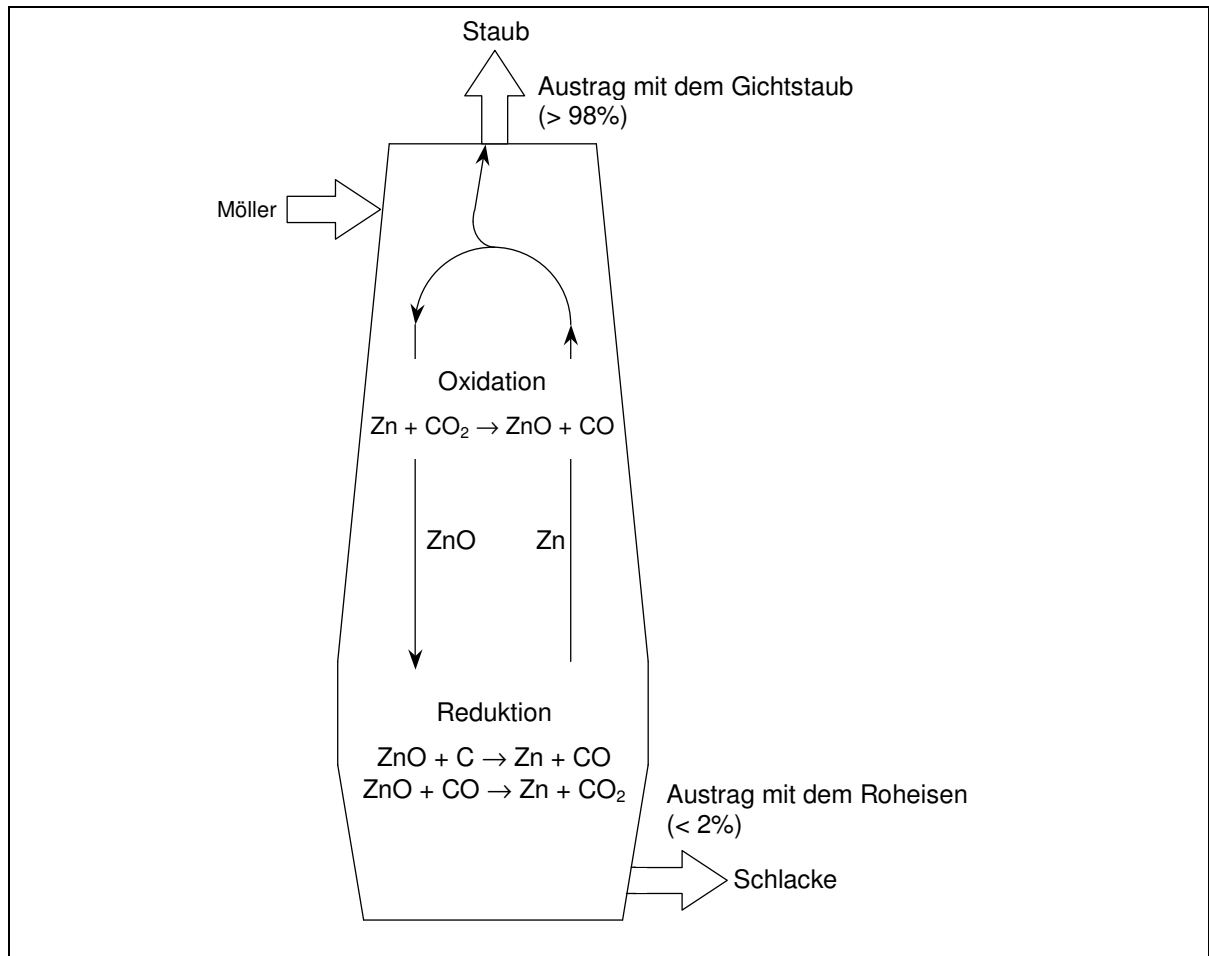 Staub
Austrag mit dem Gichtstaub
(> 98%)
Möller
Oxidation
Zn + CO₂ → ZnO + CO
ZnO
Zn
Reduktion
ZnO + C → Zn + CO
ZnO + CO → Zn + CO₂
Austrag mit dem Roheisen
(< 2%)
Schlacke